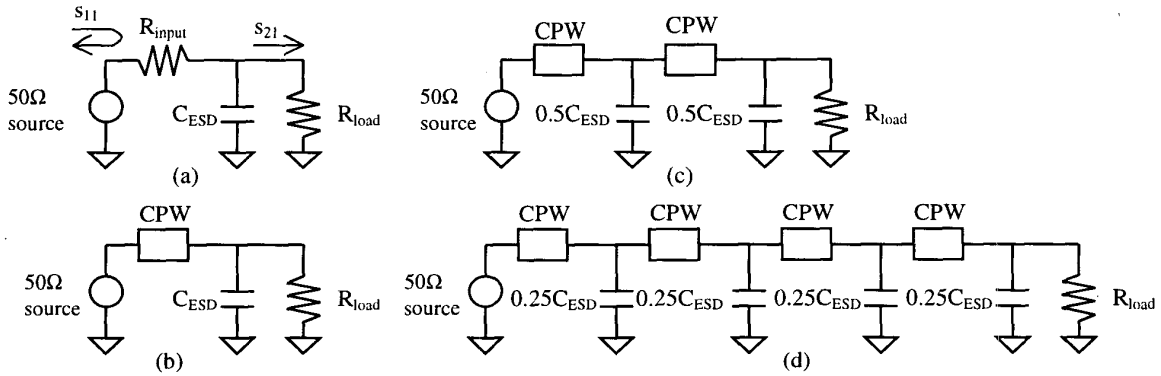 s11
Rinput
s21
50Ω
source
CESD
Rload
(a)
CPW
CPW
50Ω
source
0.5CESD
0.5CESD
Rload
(c)
CPW
50Ω
source
CESD
Rload
(b)
CPW
CPW
CPW
CPW
50Ω
source
0.25CESD
0.25CESD
0.25CESD
0.25CESD
Rload
(d)